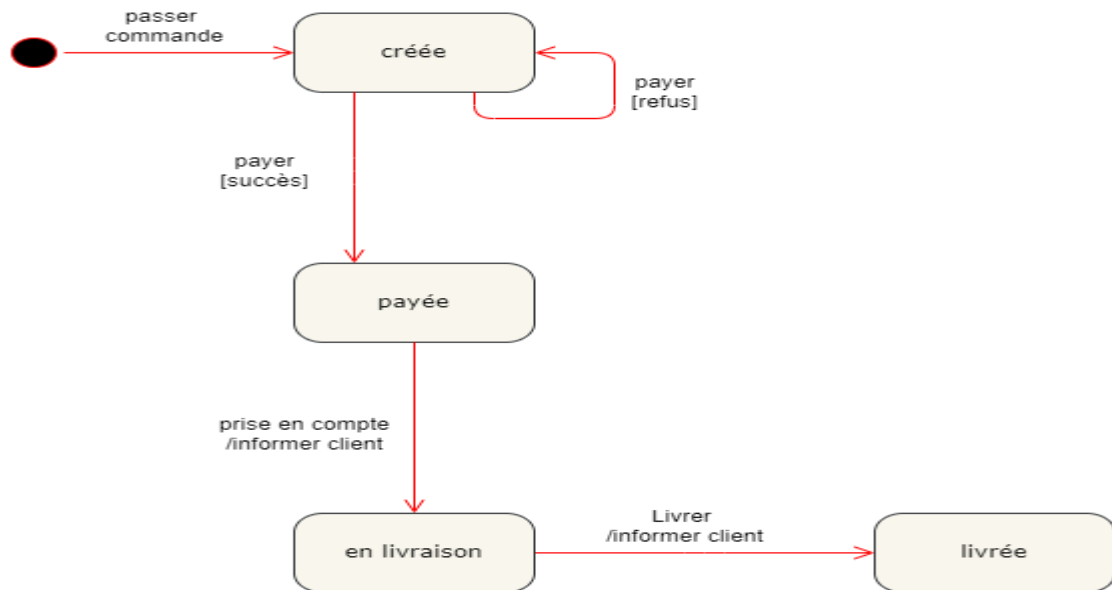 passer
commande
créée
payer
[refus]
payer
[succès]
payée
prise en compte
/informer client
en livraison
Livrer
/informer client
livrée